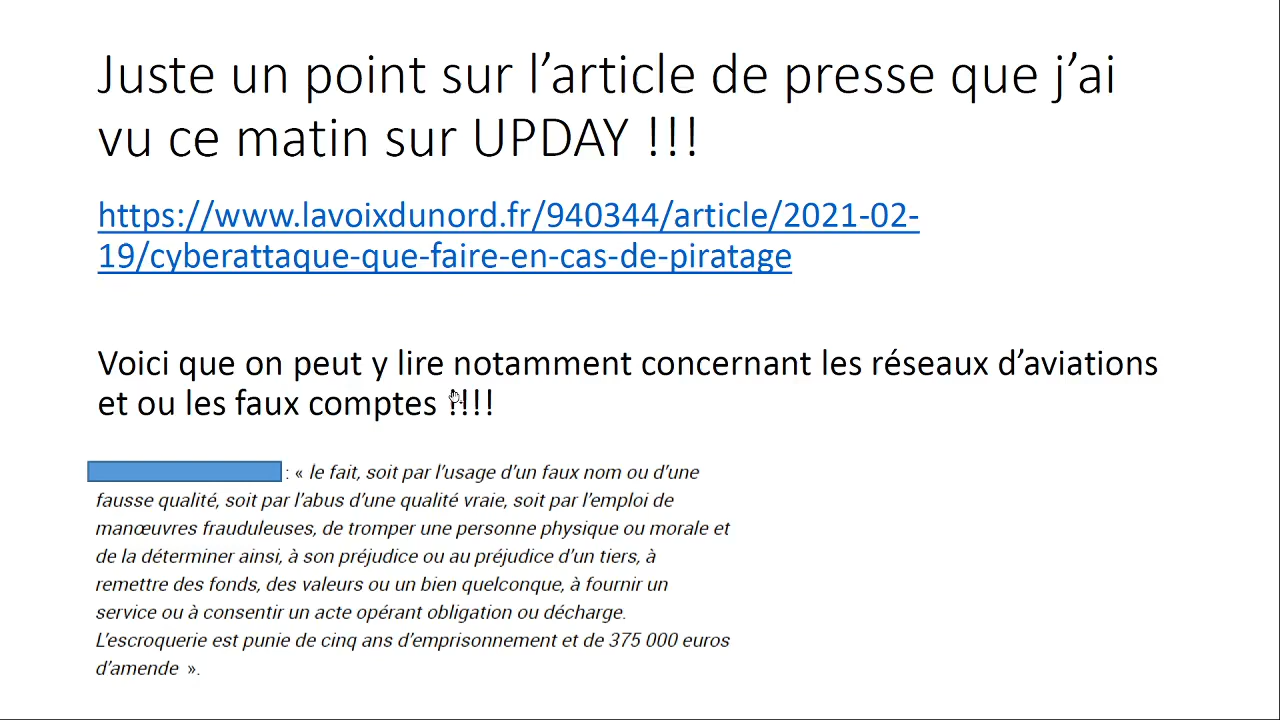 Juste un point sur l’article de presse que j’ai
vu ce matin sur UPDAY !!!
https://www.lavoixdunord.fr/940344/article/2021-02-
19/cyberattaque-que-faire-en-cas-de-piratage
Voici que on peut y lire notamment concernant les réseaux d’aviations
et ou les faux comptes !!!!
: « le fait, soit par l’usage d’un faux nom ou d’une
fausse qualité, soit par l’abus d’une qualité vraie, soit par l’emploi de
manœuvres frauduleuses, de tromper une personne physique ou morale et
de la déterminer ainsi, à son préjudice ou au préjudice d’un tiers, à
remettre des fonds, des valeurs ou un bien quelconque, à fournir un
service ou à consentir un acte opérant obligation ou décharge.
L’escroquerie est punie de cinq ans d’emprisonnement et de 375 000 euros
d’amende ».